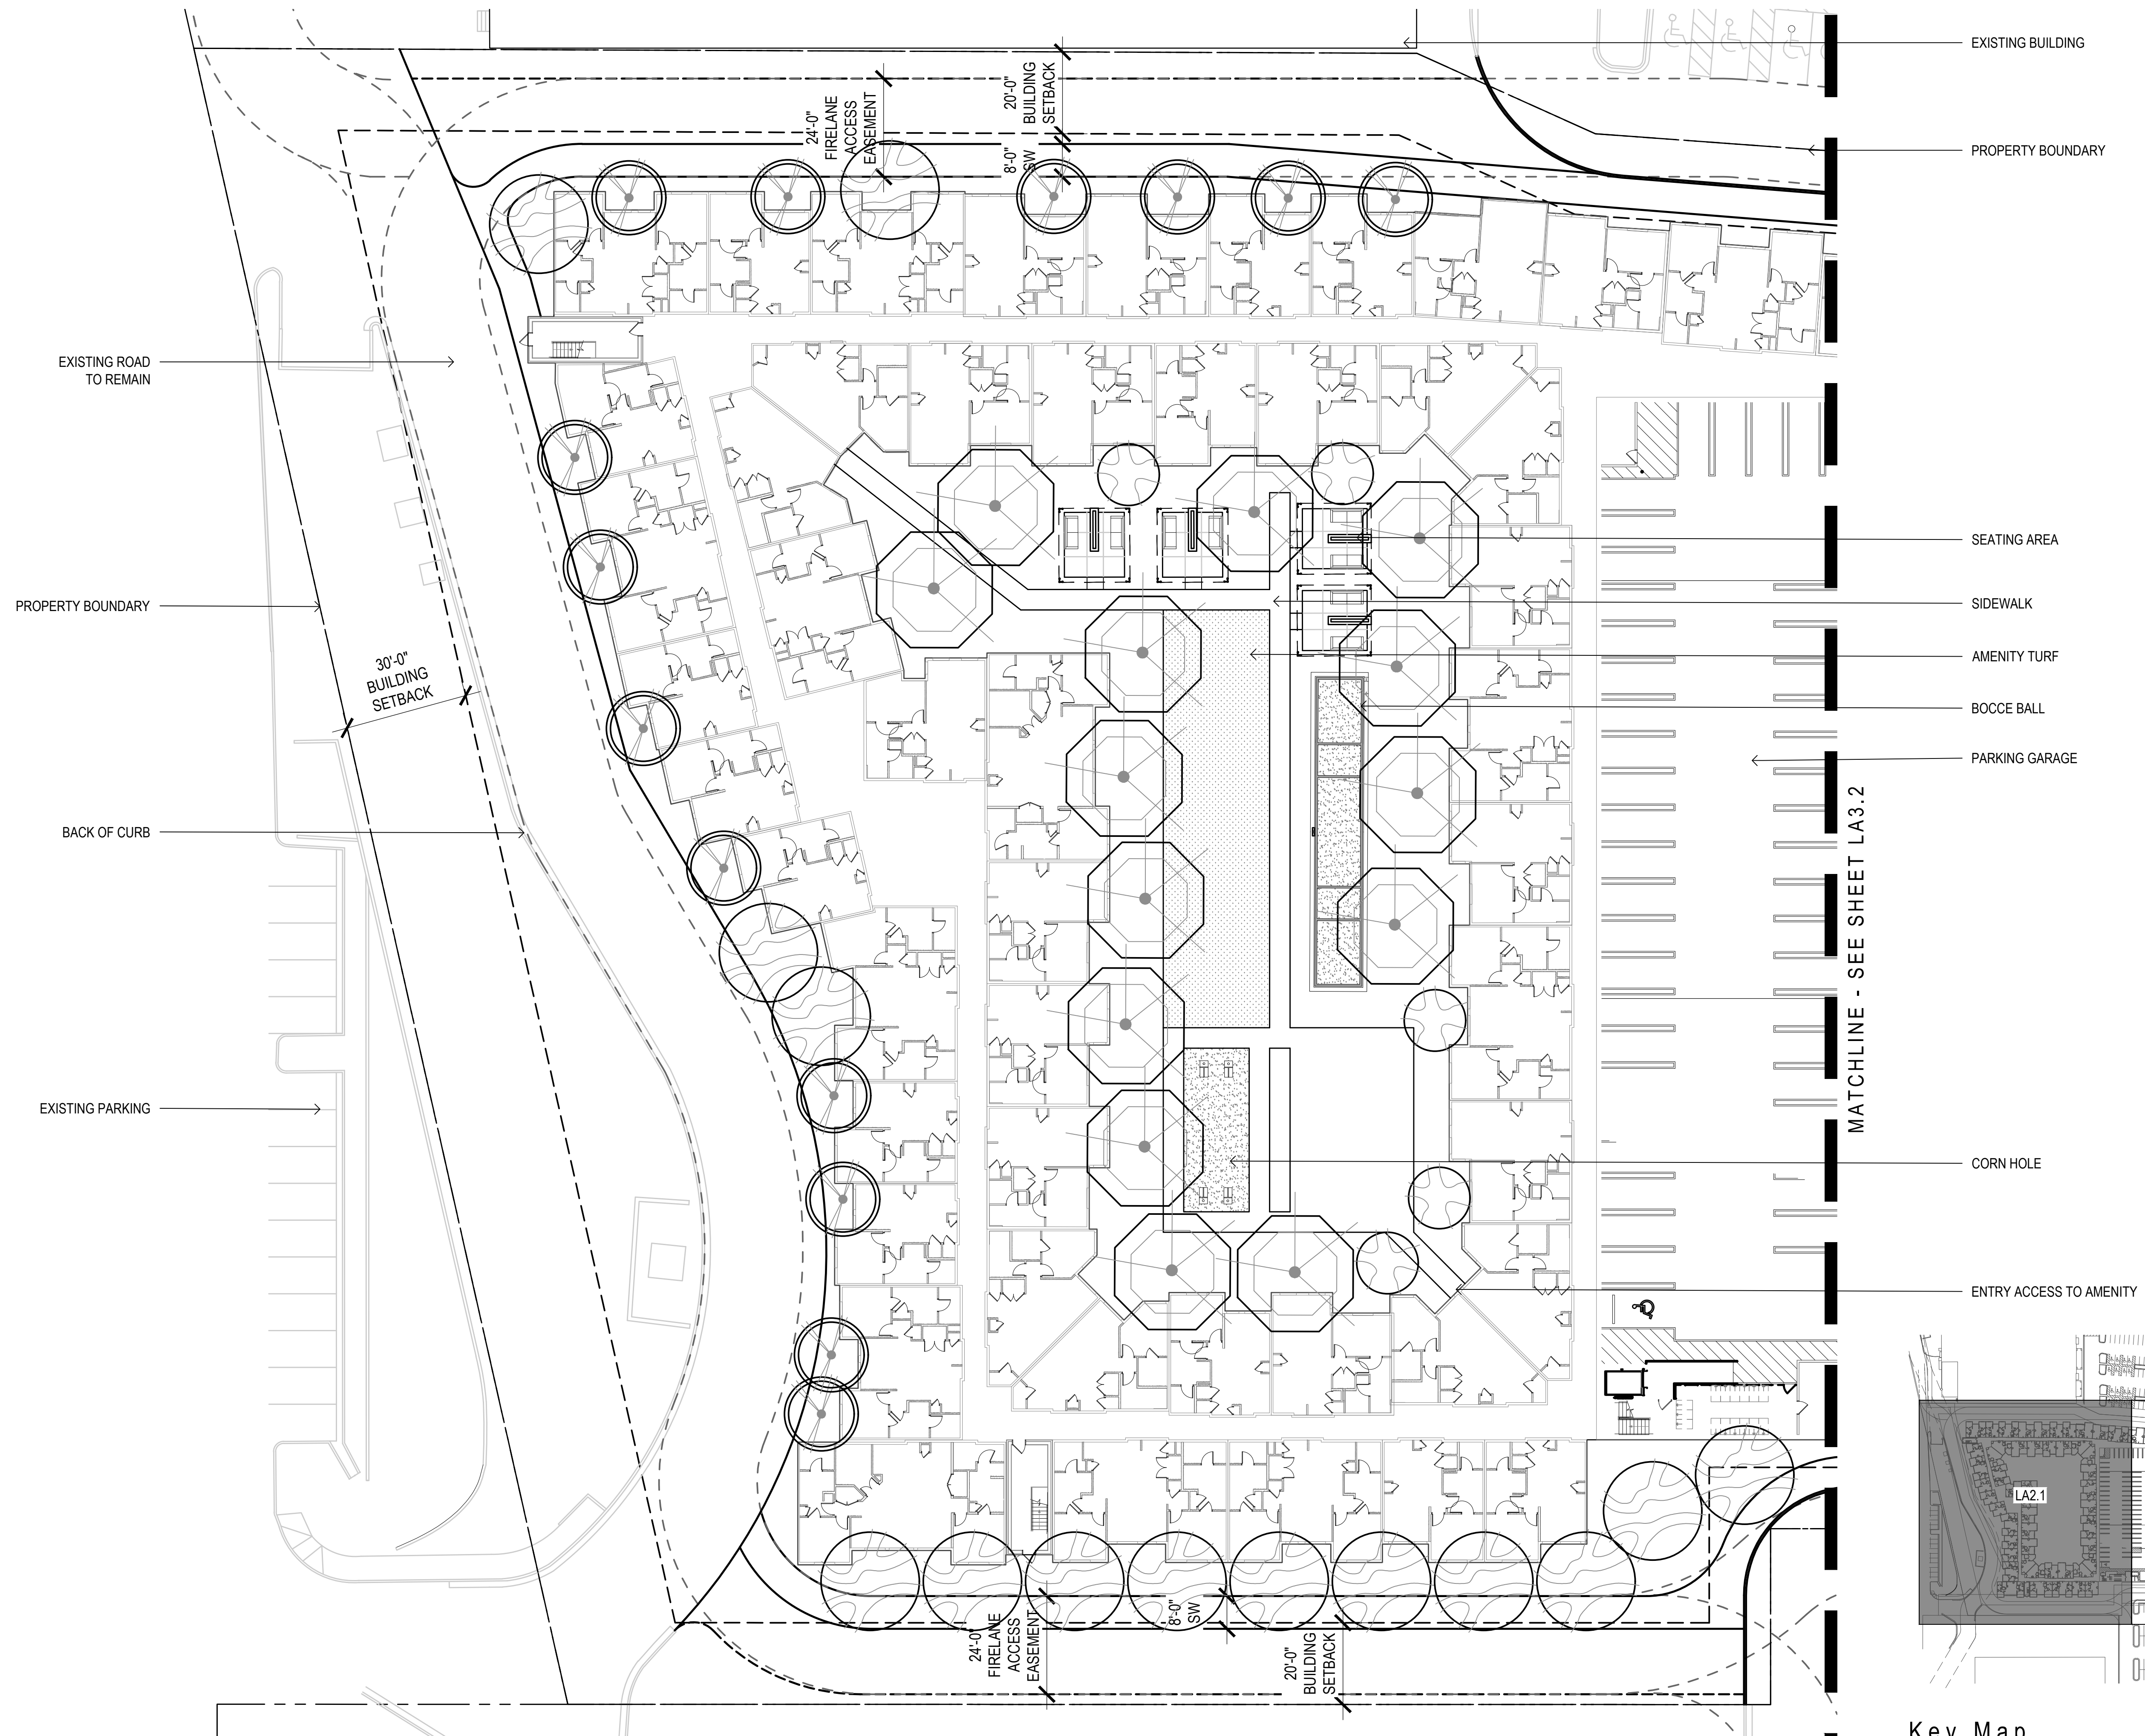 EXISTING BUILDING
20'-0"
BUILDING
SETBACK
24'-0"
FIRELANE
ACCESS
EASEMENT
8'-0"
SW
PROPERTY BOUNDARY
EXISTING ROAD
TO REMAIN
SEATING AREA
SIDEWALK
PROPERTY BOUNDARY
AMENITY TURF
30'-0"
BUILDING
SETBACK
BOCCE BALL
PARKING GARAGE
BACK OF CURB
MATCHLINE - SEE SHEET LA3.2
EXISTING PARKING
CORN HOLE
ENTRY ACCESS TO AMENITY
LA2.1
24'-0"
FIRELANE
ACCESS
EASEMENT
8'-0"
SW
20'-0"
BUILDING
SETBACK
Key Map